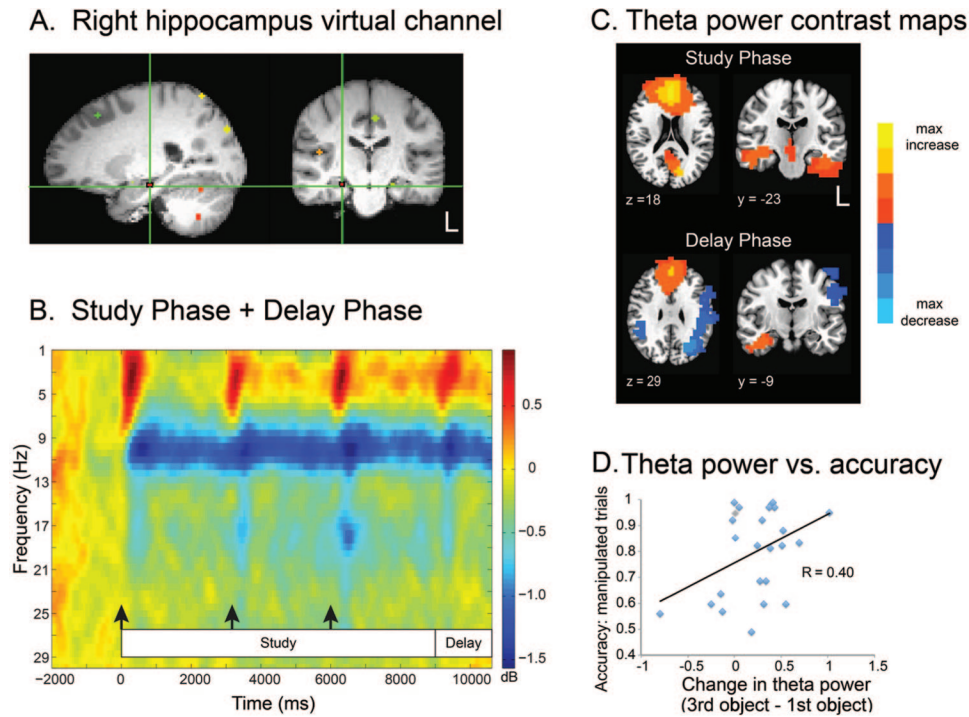 A. Right hippocampus virtual channel
L
B. Study Phase + Delay Phase
1
5
9
13
17
21
25
29
Frequency (Hz)
Study
Delay
−2000
0
2000
4000
6000
8000
10000
Time (ms)
0.5
0
−0.5
−1.0
−1.5
dB
C. Theta power contrast maps
Study Phase
z =18
y = -23
L
Delay Phase
z = 29
y = -9
max
increase
max
decrease
D. Theta power vs. accuracy
1
0.9
0.8
0.7
0.6
0.5
0.4
Accuracy: manipulated trials
R = 0.40
-1
-0.5
0
0.5
1
1.5
Change in theta power
(3rd object - 1st object)